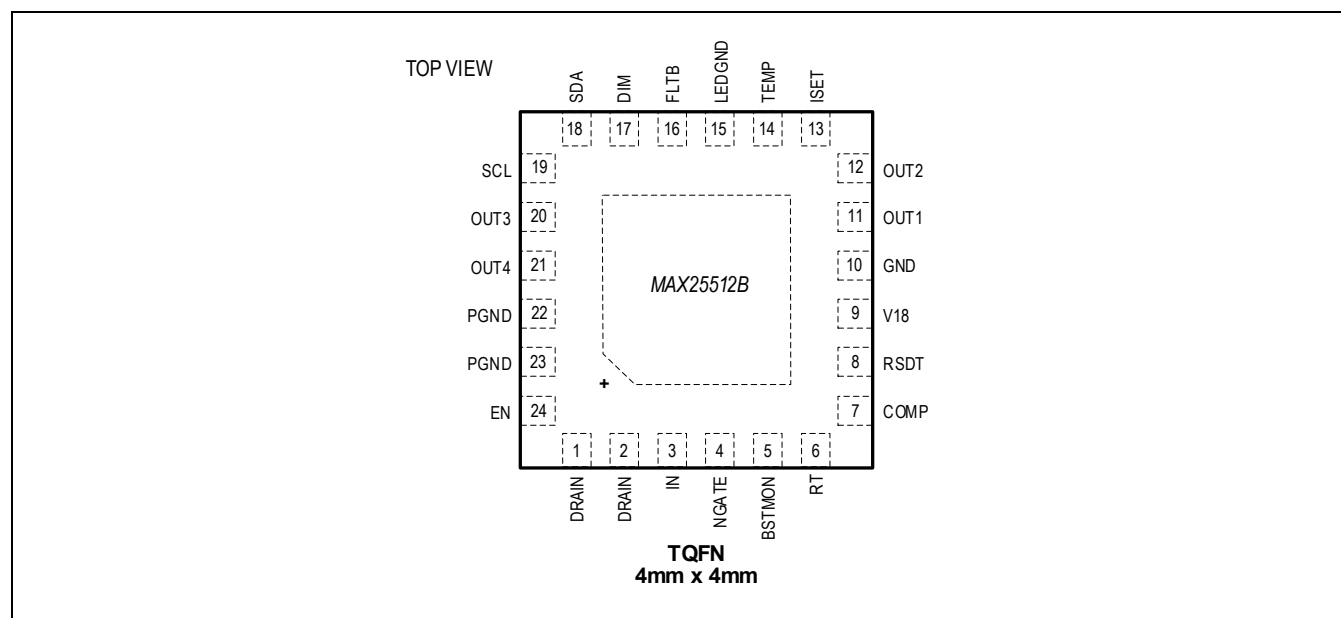 TOP VIEW
SDA
DIM
FLTB
LEDGND
TEMP
ISET
18
17
16
15
14
13
SCL
19
12
OUT2
OUT3
20
11
OUT1
OUT4
21
10
GND
MAX25512B
PGND
22
9
V18
PGND
23
8
RSDT
+
EN
24
7
COMP
1
2
3
4
5
6
DRAIN
DRAIN
IN
NGATE
BSTMON
RT
TQFN
4mm x 4mm